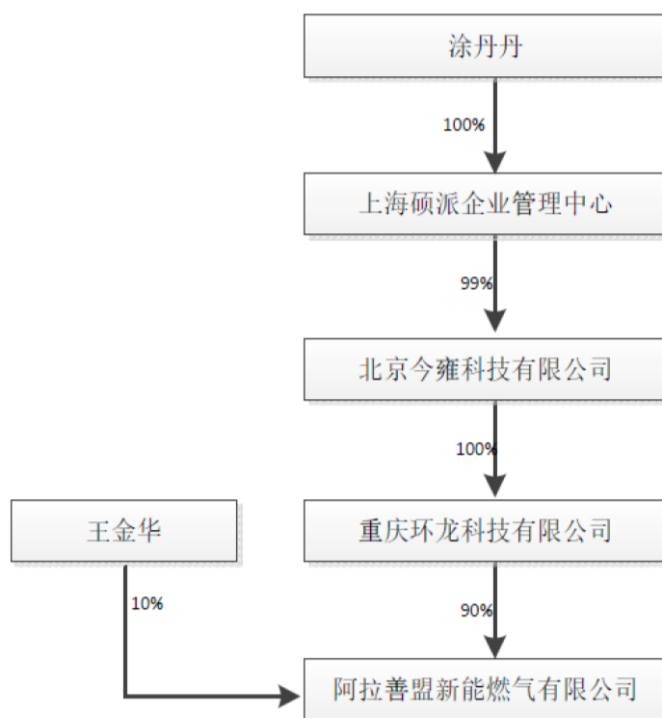 涂丹丹
100%
上海硕派企业管理中心
99%
北京今雍科技有限公司
100%
王金华
重庆环龙科技有限公司
10%
90%
阿拉善盟新能燃气有限公司